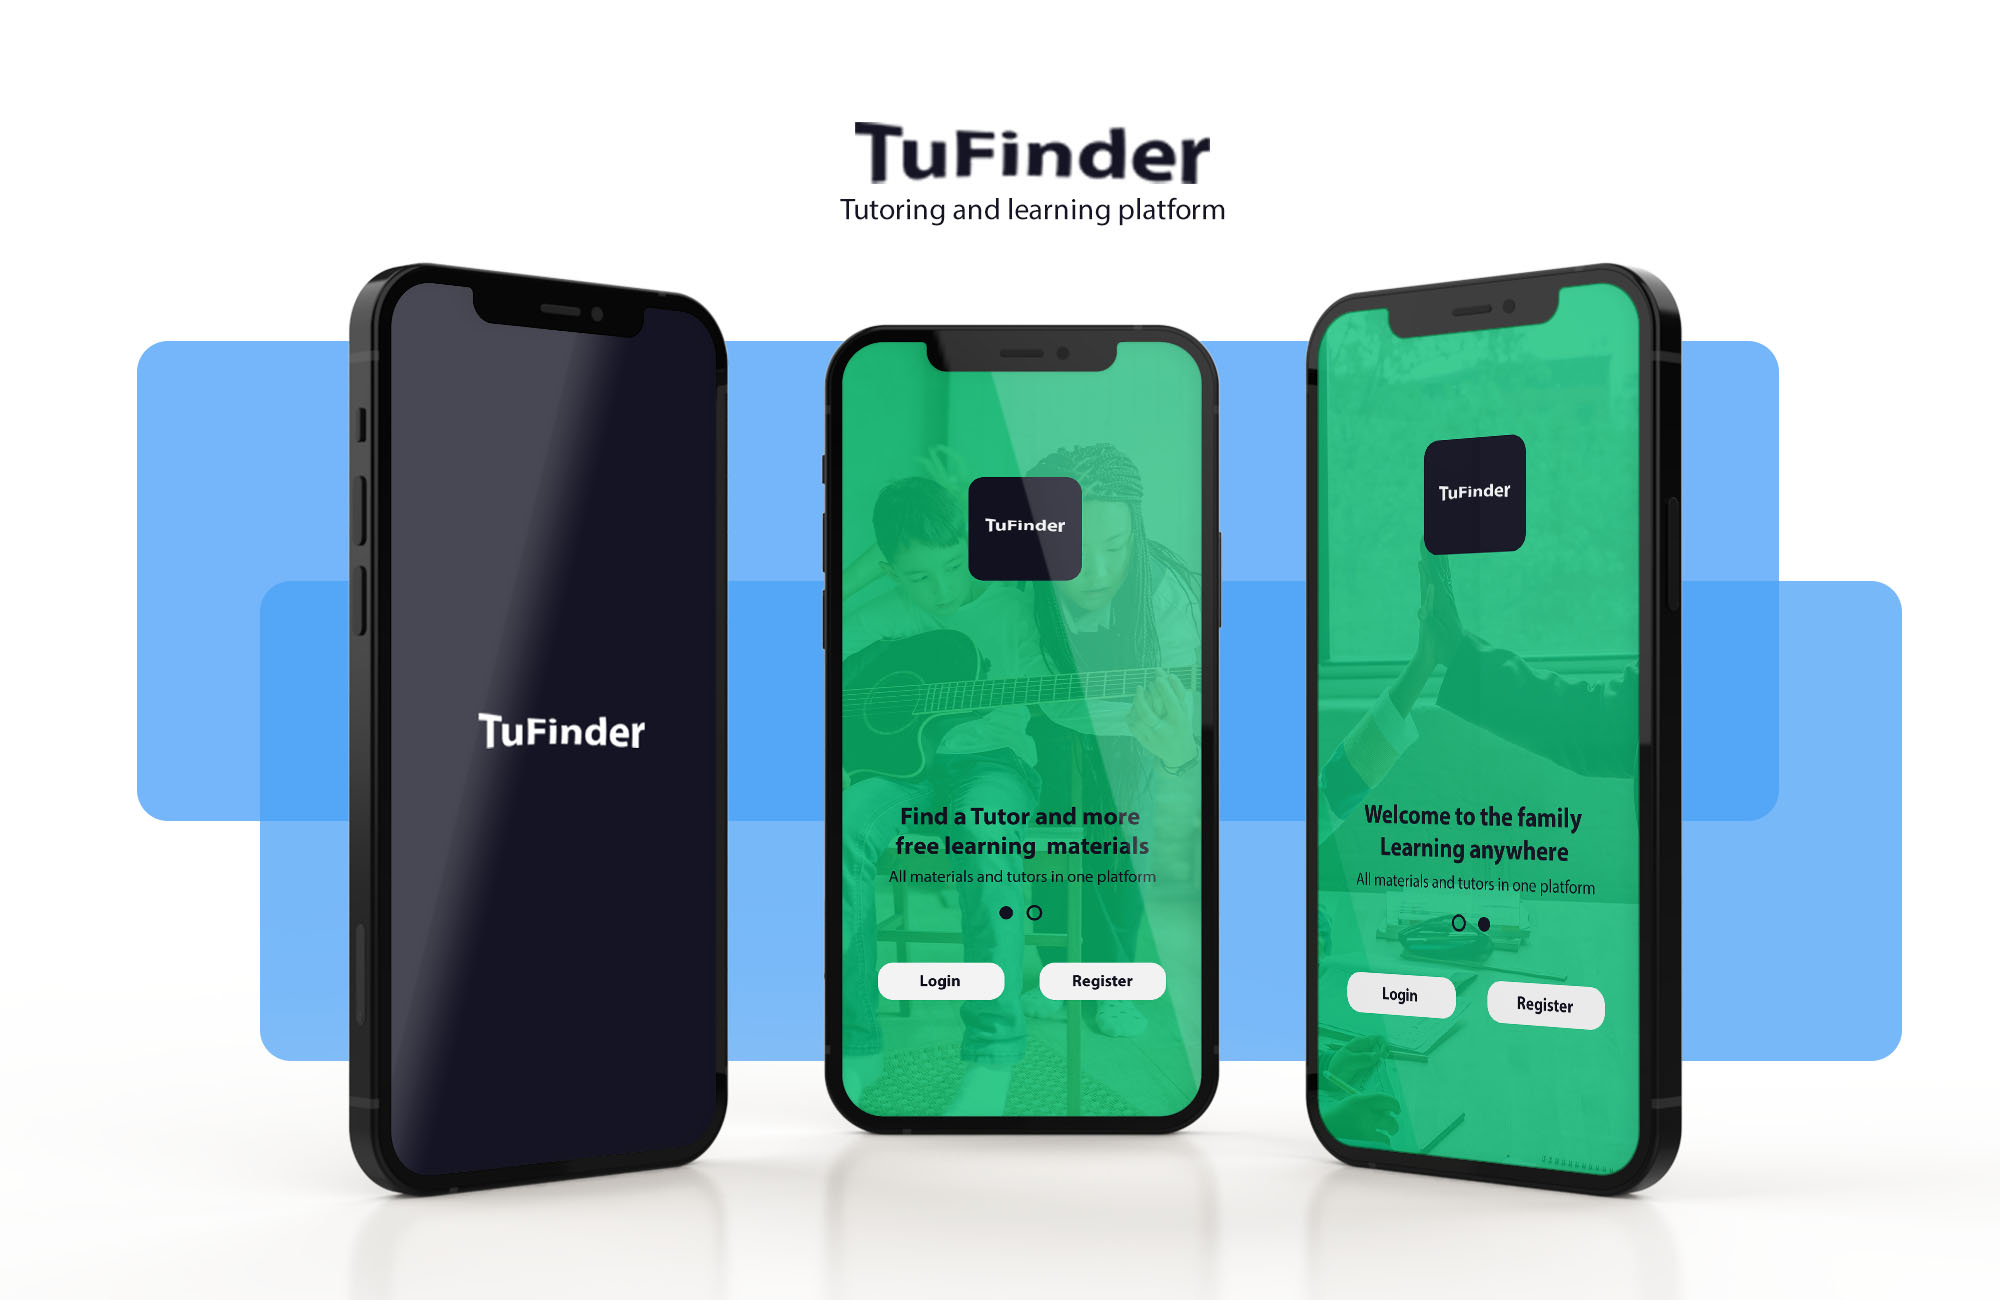 TuFinder
Tutoring and learning platform
TuFinder
TuFinder
Find a Tutor and more
free learning materials
All materials and tutors in one platform
Login
Register
TuFinder
Welcome to the family
Learning anywhere
All materials and tutors in one platform
Login
Register